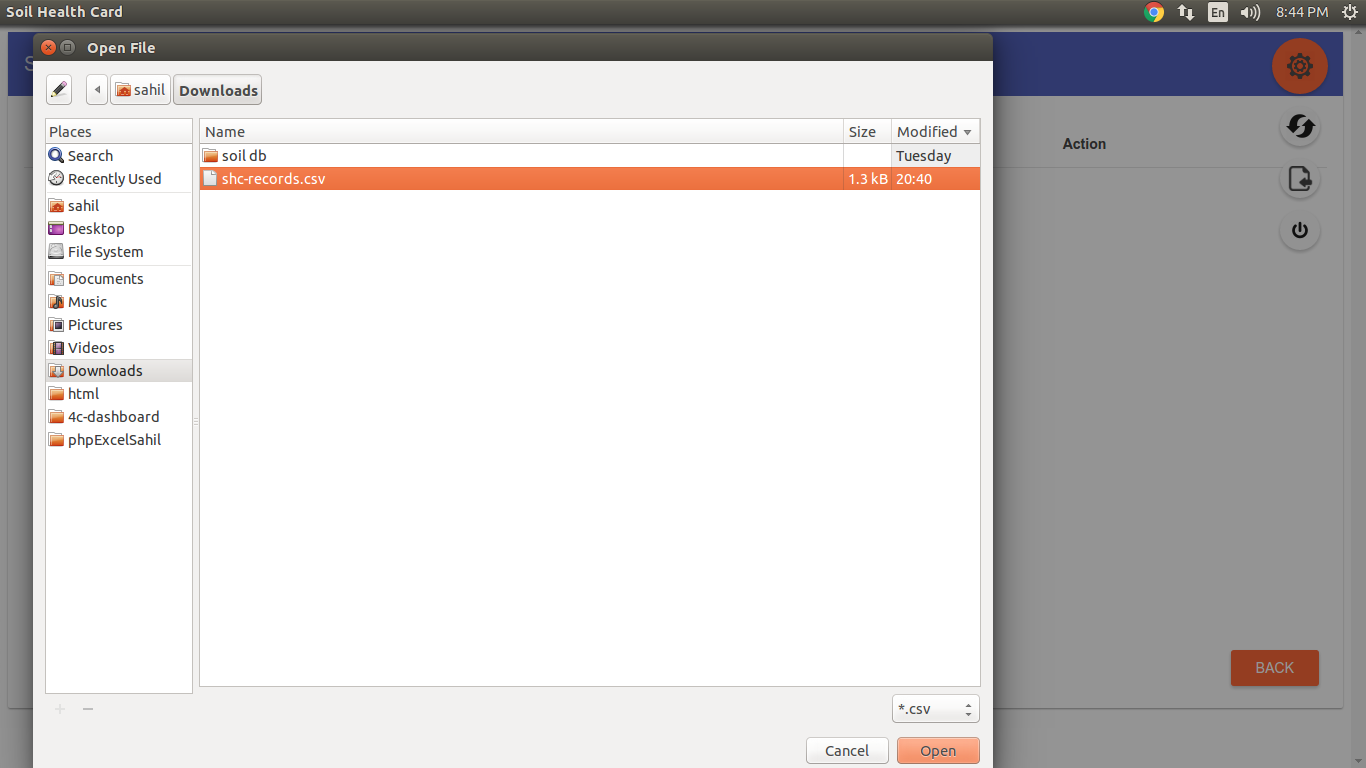 Soil Health Card
En
8:44 PM
Open File
S
sahil
Downloads
Places
Name
Size
Modified
Search
soil db
Tuesday
Recently Used
shc-records.csv
1.3 kB
20:40
Action
sahil
Desktop
File System
Documents
Music
Pictures
Videos
Downloads
html
4c-dashboard
phpExcelSahil
BACK
*.csv
Cancel
Open